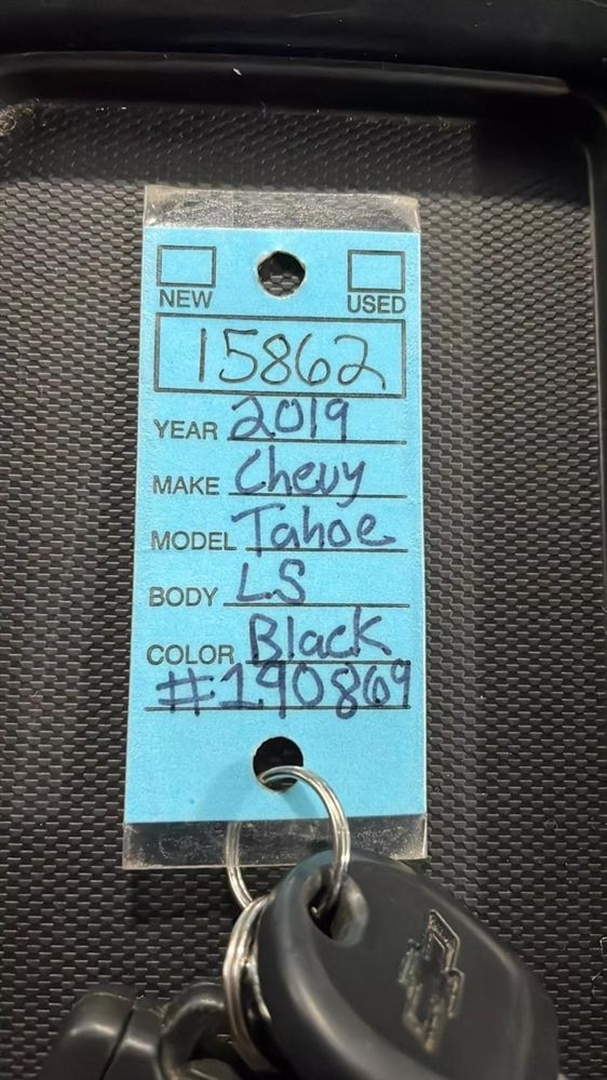 NEW USED
15862
YEAR 2019
MAKE Chevy
MODEL Tahoe
BODY LS
COLOR Black
#190869